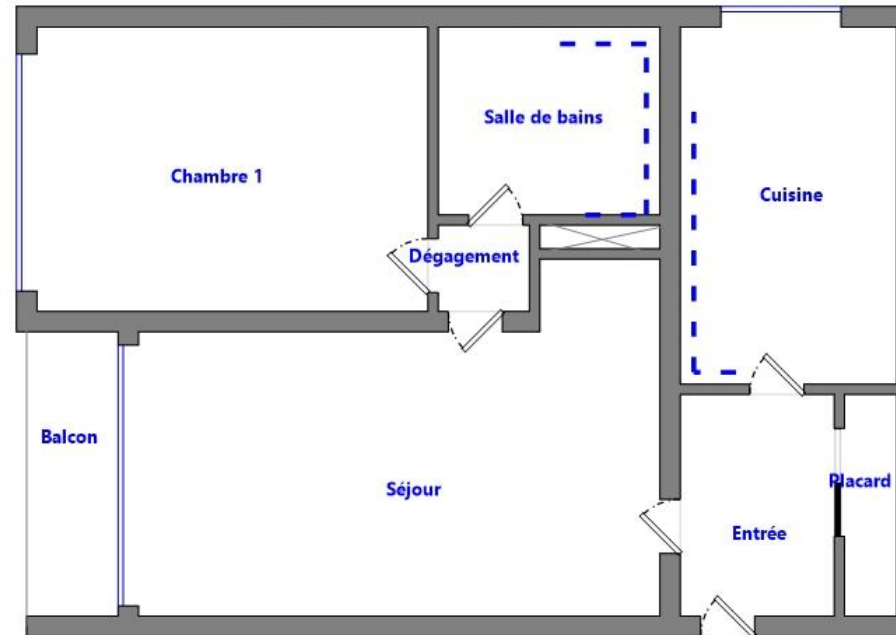 Salle de bains
Chambre 1
Cuisine
Dégagement
Balcon
Séjour
Placard
Entrée